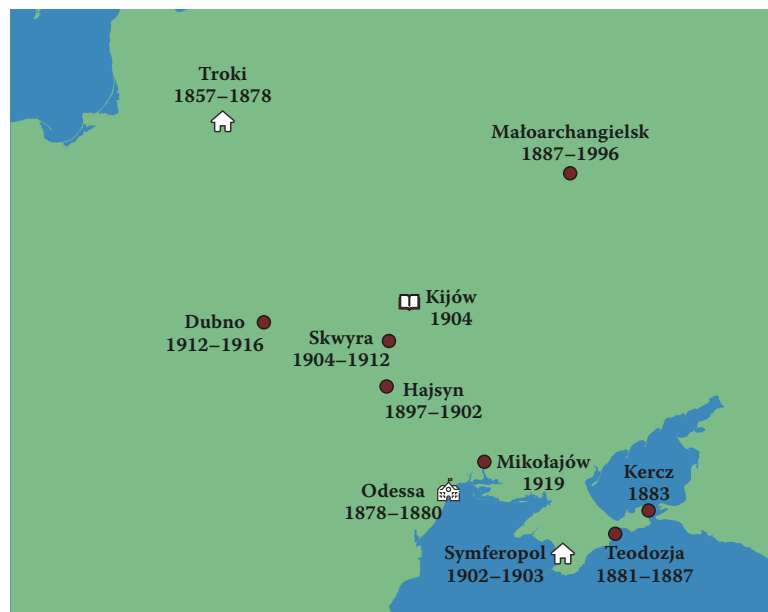 Troki
1857–1878
Małoarchangielsk
1887–1996
Kijów
1904
Dubno
1912–1916
Skwyra
1904–1912
Hajsyn
1897–1902
Mikołajów
1919
Kercz
1883
Odessa
1878–1880
Symferopol
1902–1903
Teodozja
1881–1887